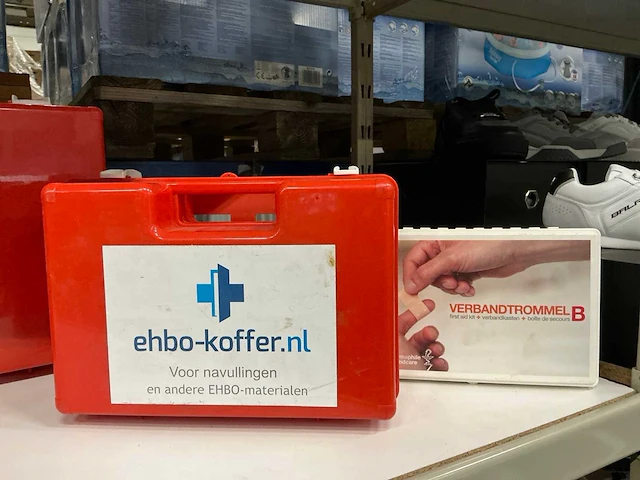 ehbo-koffer.nl
Voor navullingen
en andere EHBO-materialen
VERBANDTROMMEL B
first aid kit + verbandkasten + boîte de secours